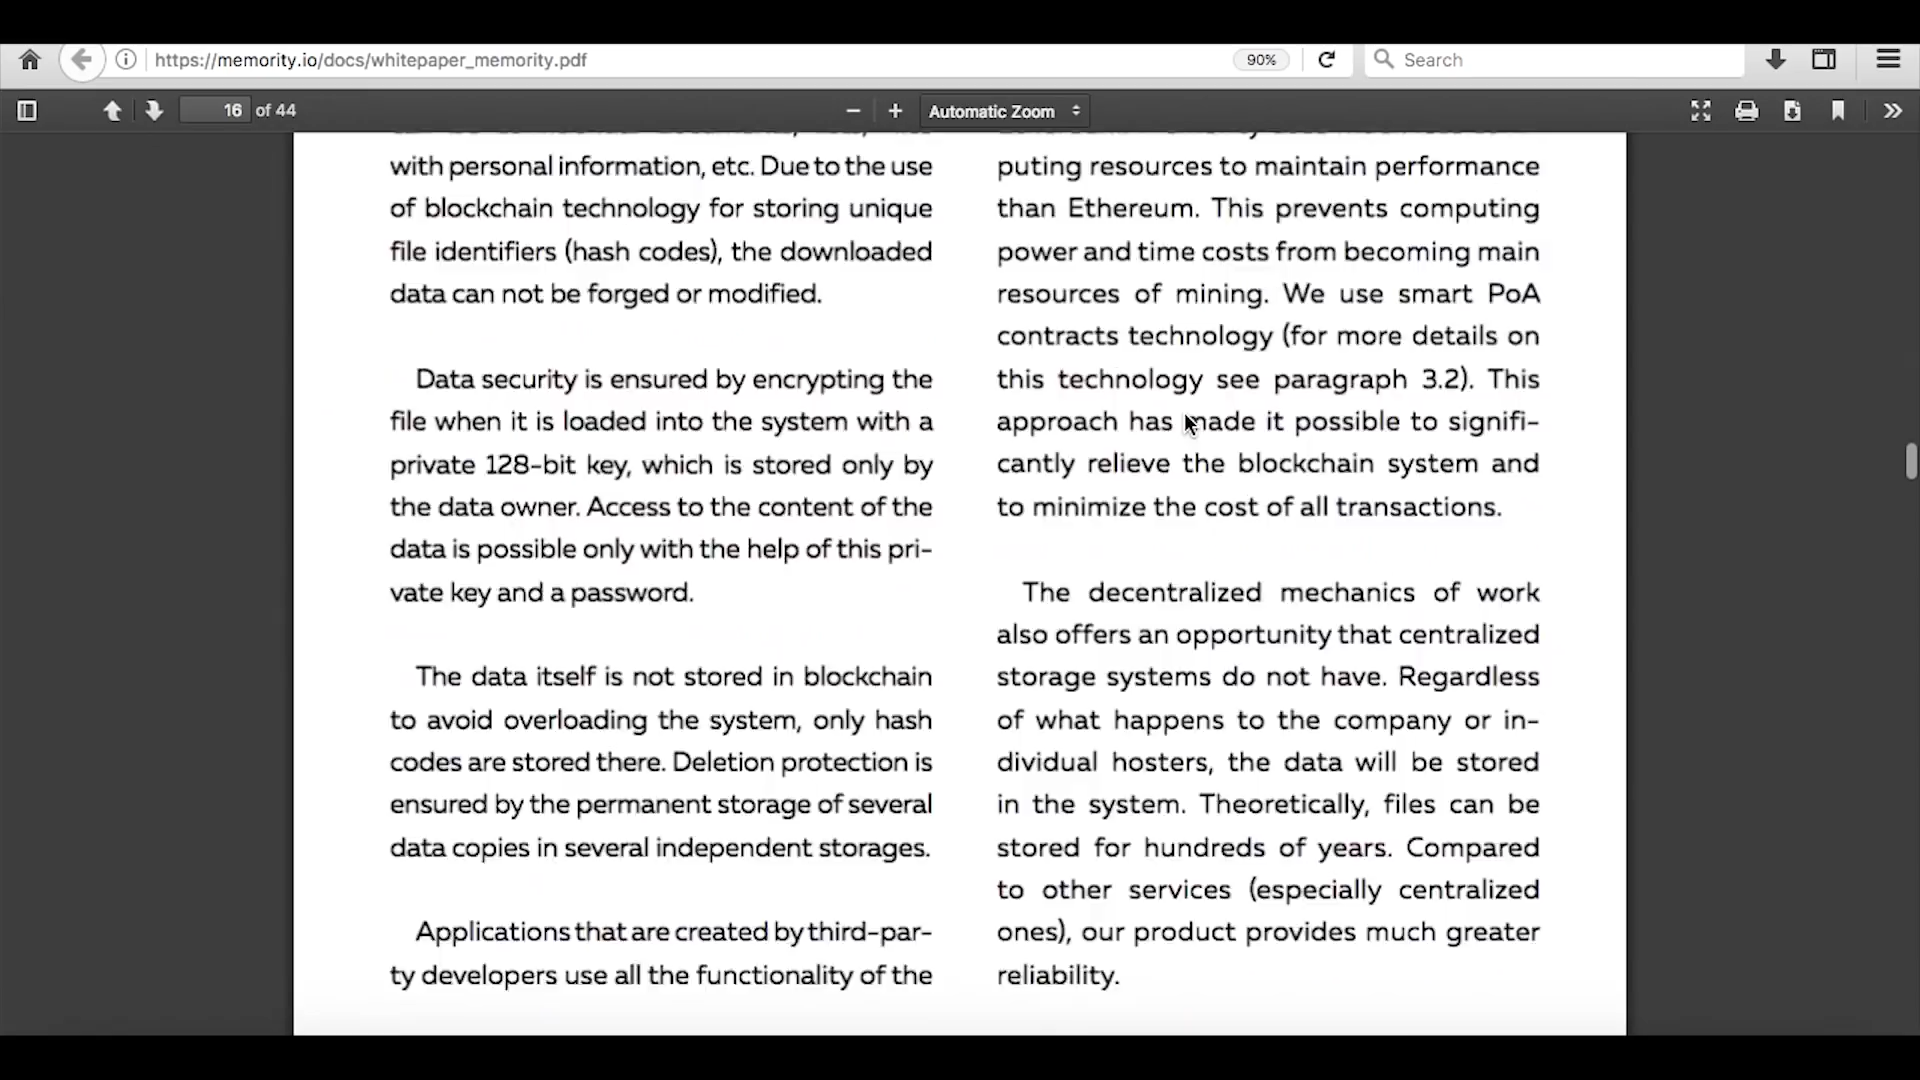 https://memority.io/docs/whitepaper_memority.pdf
90%
Search
16 of 44
Automatic Zoom
with personal information, etc. Due to the use
of blockchain technology for storing unique
file identifiers (hash codes), the downloaded
data can not be forged or modified.
Data security is ensured by encrypting the
file when it is loaded into the system with a
private 128-bit key, which is stored only by
the data owner. Access to the content of the
data is possible only with the help of this pri-
vate key and a password.
The data itself is not stored in blockchain
to avoid overloading the system, only hash
codes are stored there. Deletion protection is
ensured by the permanent storage of several
data copies in several independent storages.
Applications that are created by third-par-
ty developers use all the functionality of the
puting resources to maintain performance
than Ethereum. This prevents computing
power and time costs from becoming main
resources of mining. We use smart PoA
contracts technology (for more details on
this technology see paragraph 3.2). This
approach has made it possible to signifi-
cantly relieve the blockchain system and
to minimize the cost of all transactions.
The decentralized mechanics of work
also offers an opportunity that centralized
storage systems do not have. Regardless
of what happens to the company or in-
dividual hosters, the data will be stored
in the system. Theoretically, files can be
stored for hundreds of years. Compared
to other services (especially centralized
ones), our product provides much greater
reliability.